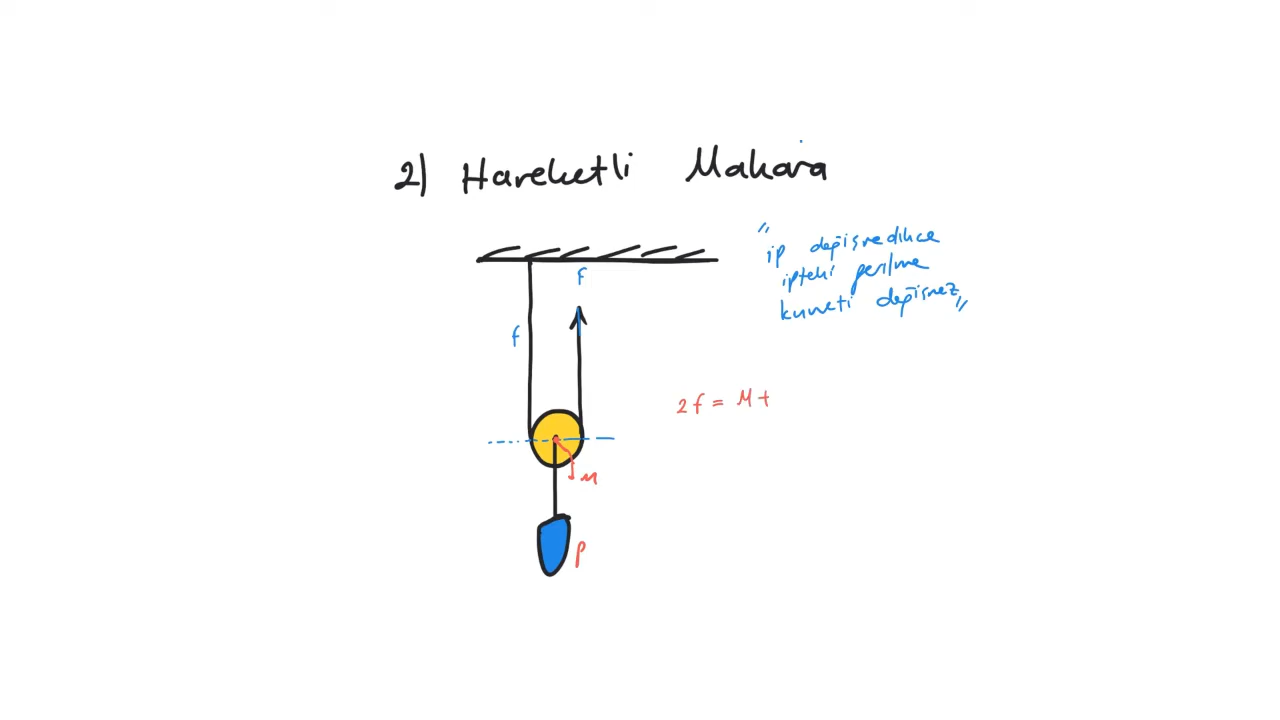 2) Hareketli Makara
"ip değişmedikçe
ipteki gerilme
kuvveti değişmez"
f
f
2f = M+
M
P